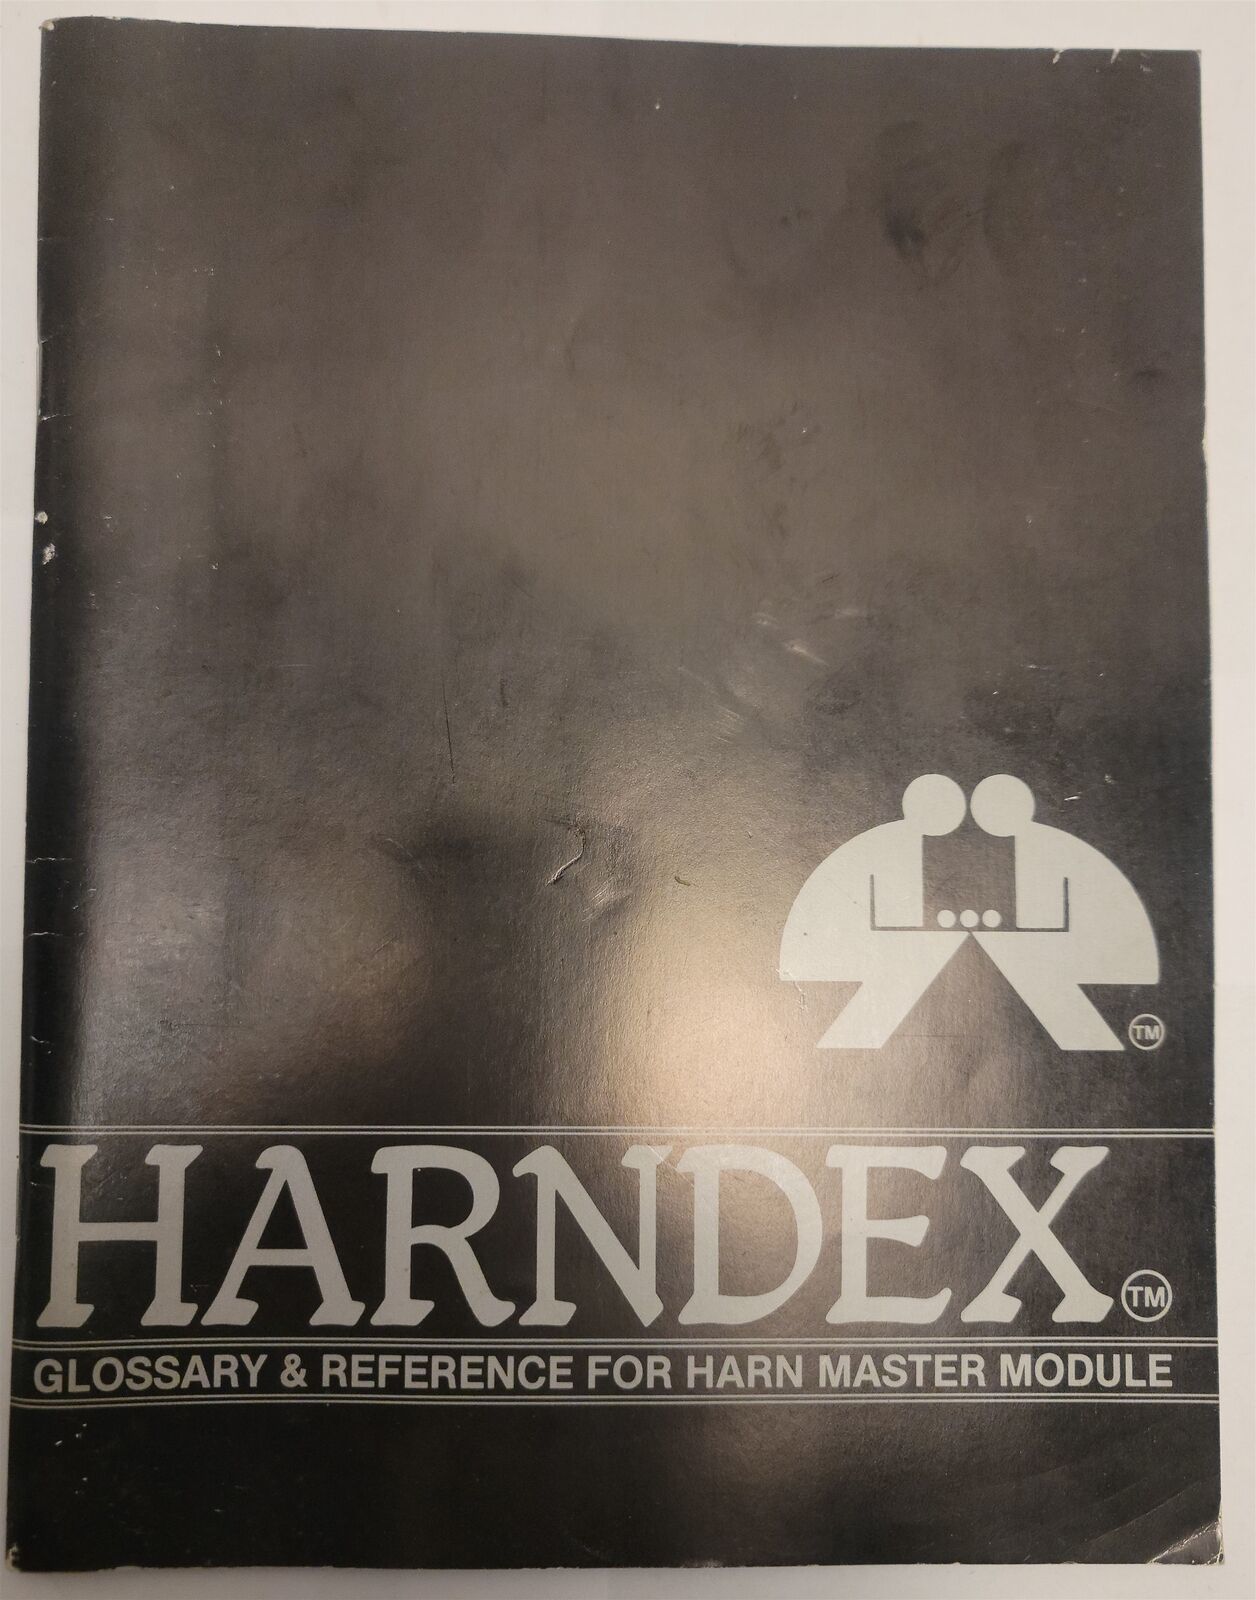 TM
HARNDEX TM
GLOSSARY & REFERENCE FOR HARN MASTER MODULE